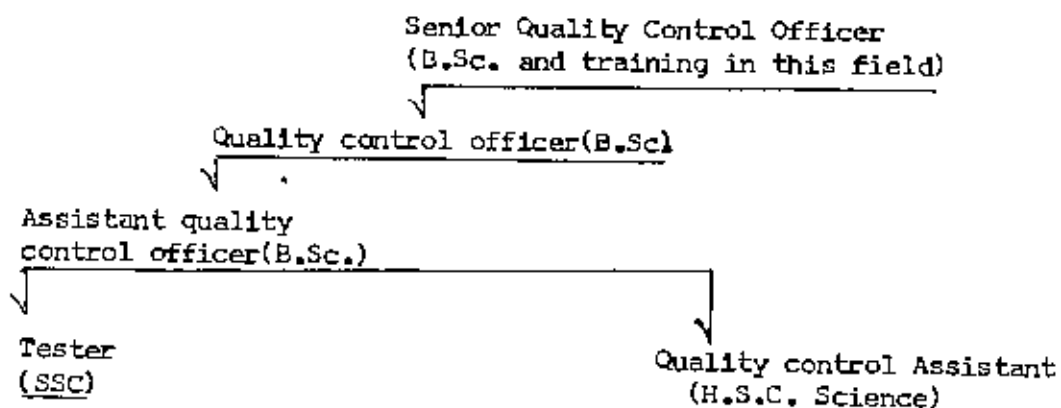 Senior Quality Control Officer
(B.Sc. and training in this field)
Quality control officer(B.Sc)
Assistant quality
control officer(B.Sc.)
Tester
(SSC)
Quality control Assistant
(H.S.C. Science)